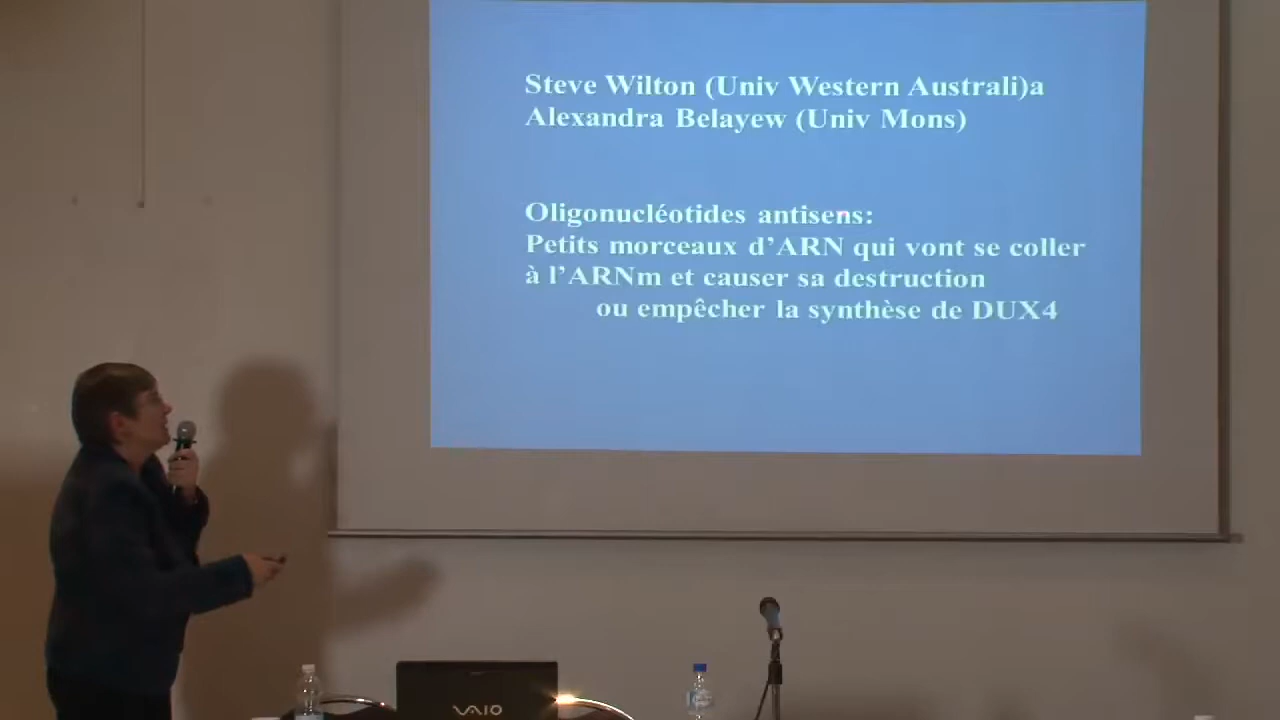 Steve Wilton (Univ Western Australi)a
Alexandra Belayew (Univ Mons)
Oligonucléotides antisens:
Petits morceaux d’ARN qui vont se coller
à l’ARNm et causer sa destruction
ou empêcher la synthèse de DUX4
VAIO